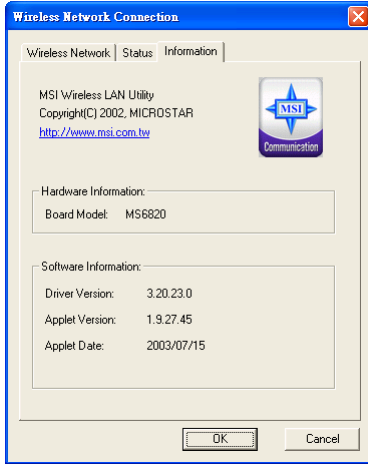 Wireless Network Connection
Wireless Network Status Information
MSI Wireless LAN Utility
Copyright(C) 2002, MICROSTAR
http://www.msi.com.tw
MSI
Communication
Hardware Information:
Board Model: MS6820
Software Information:
Driver Version: 3.20.23.0
Applet Version: 1.9.27.45
Applet Date: 2003/07/15
OK Cancel